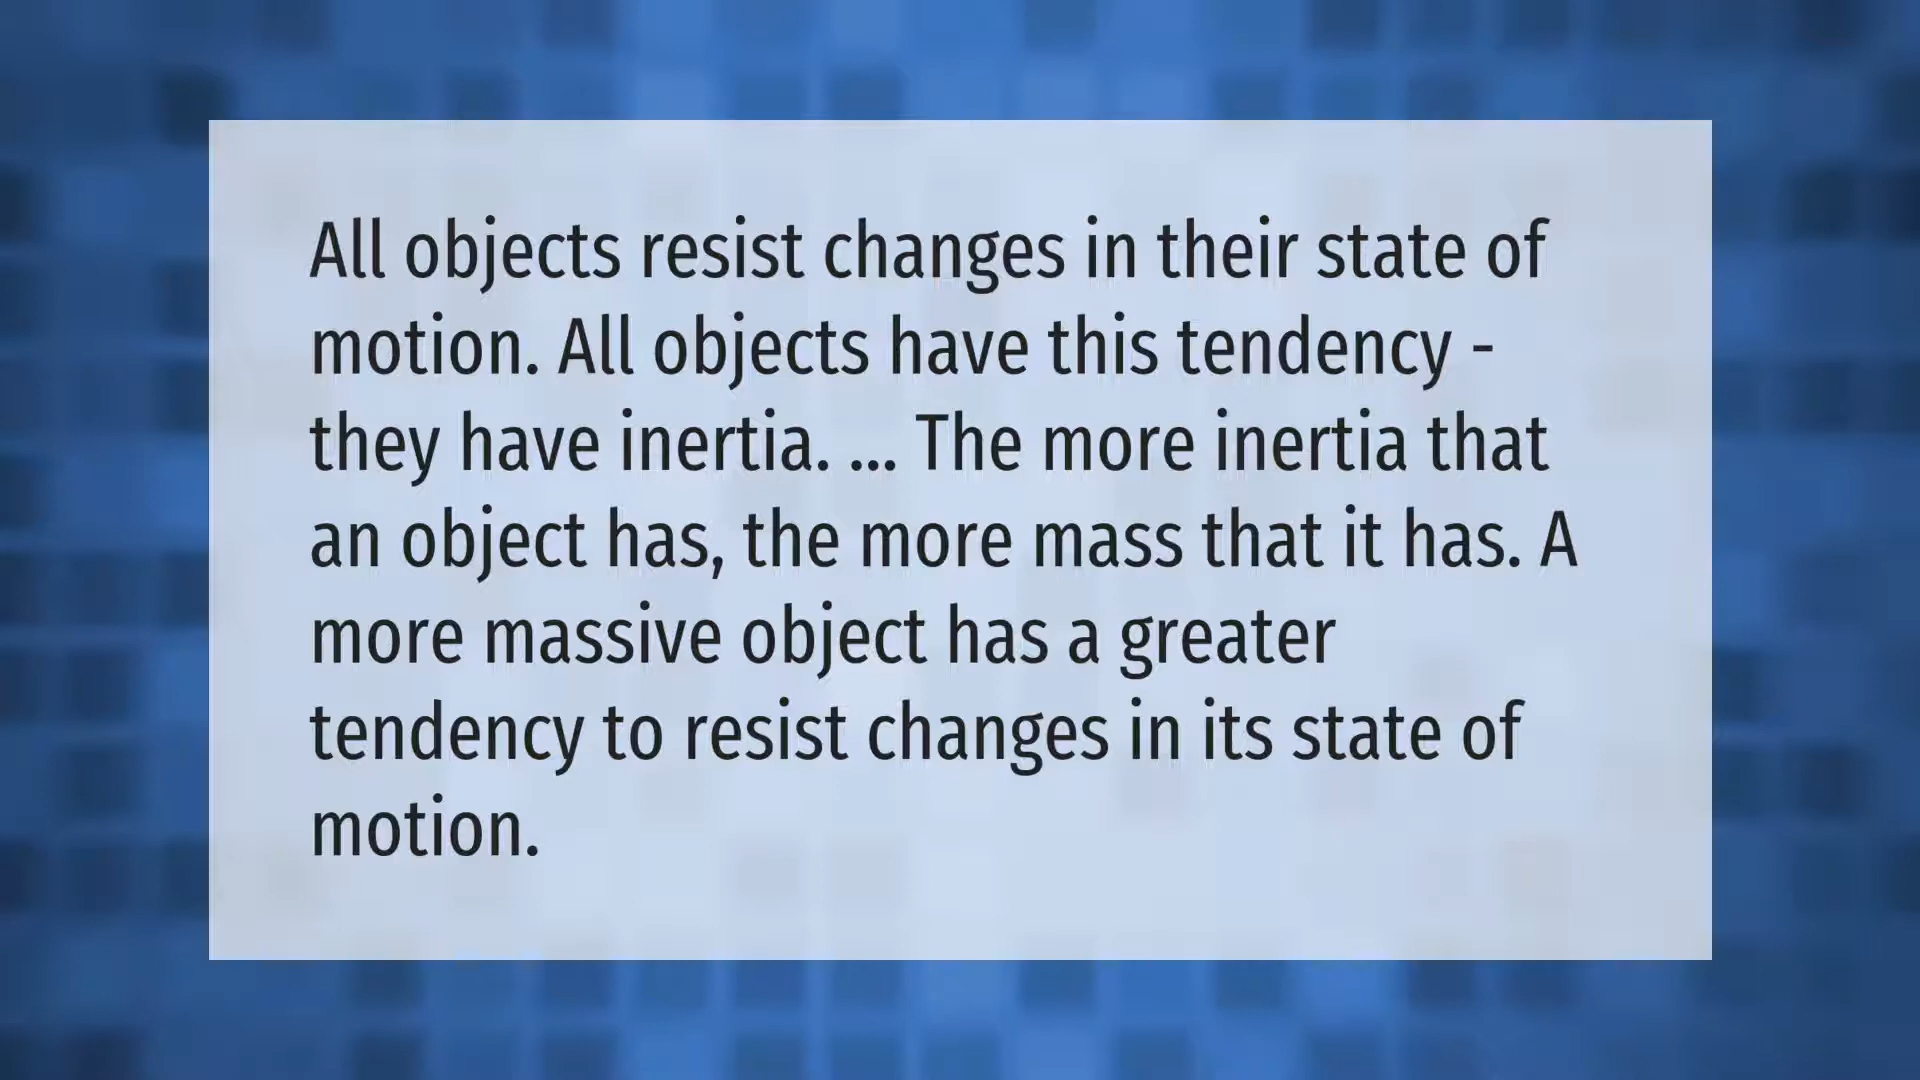 All objects resist changes in their state of
motion. All objects have this tendency -
they have inertia. ... The more inertia that
an object has, the more mass that it has. A
more massive object has a greater
tendency to resist changes in its state of
motion.